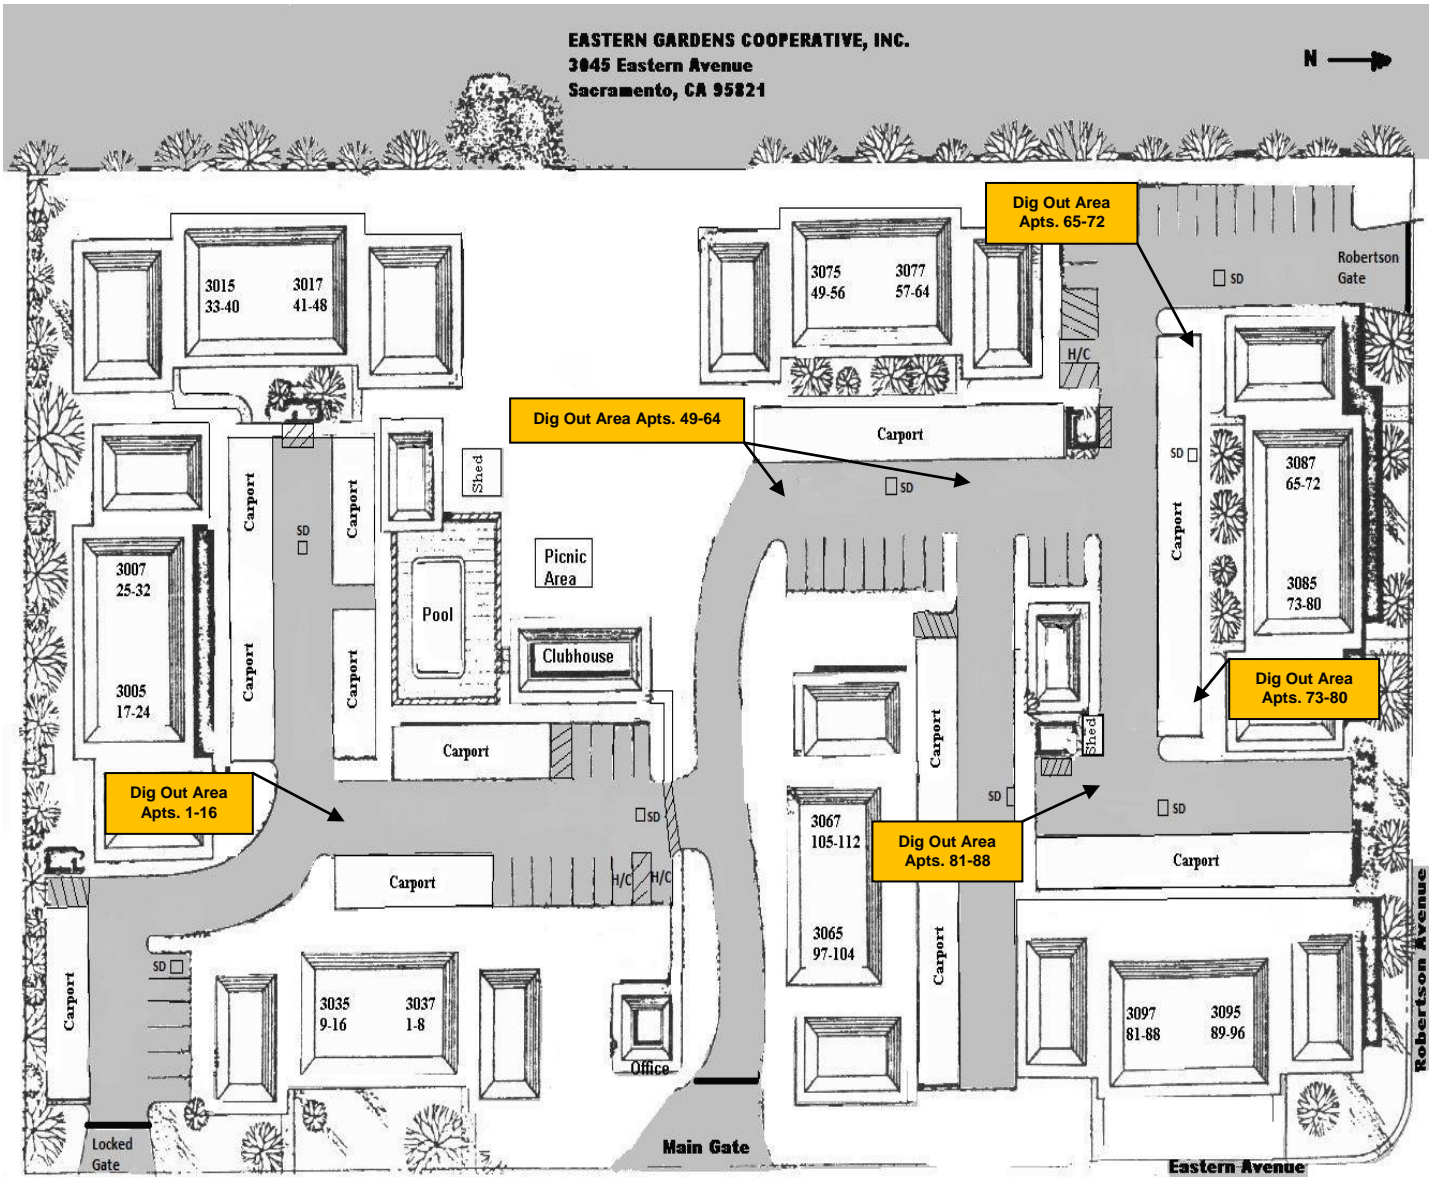 EASTERN GARDENS COOPERATIVE, INC.
3045 Eastern Avenue
Sacramento, CA 95821
N
Dig Out Area
Apts. 65-72
Robertson
Gate
SD
3015
33-40
3017
41-48
3075
49-56
3077
57-64
H/C
Dig Out Area Apts. 49-64
Carport
Shed
SD
SD
3087
65-72
Carport
Carport
SD
Carport
3007
25-32
Picnic
Area
3085
73-80
Pool
Clubhouse
Carport
Carport
3005
17-24
Dig Out Area
Apts. 73-80
Carport
Carport
Shed
Dig Out Area
Apts. 1-16
SD
SD
SD
3067
105-112
Dig Out Area
Apts. 81-88
Carport
Carport
H/C
H/C
Carport
3065
97-104
Robertson Avenue
SD
Carport
3035
9-16
3037
1-8
3097
81-88
3095
89-96
Office
Locked
Gate
Main Gate
Eastern Avenue